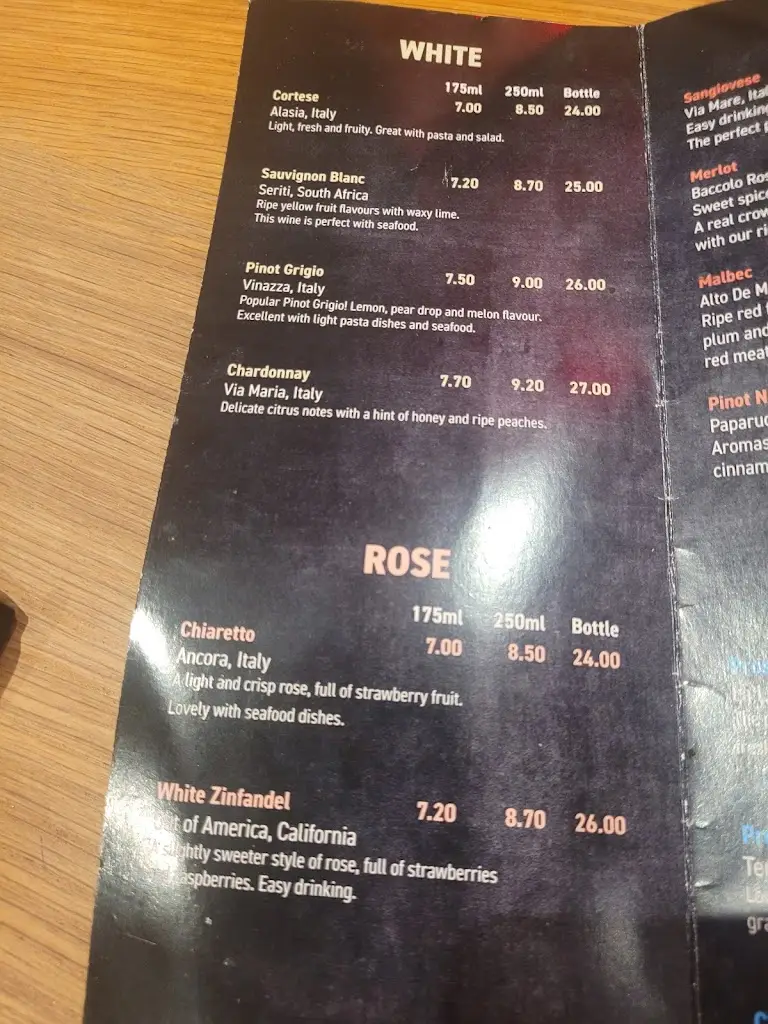 WHITE
175ml 250ml Bottle
Cortese 7.00 8.50 24.00
Alasia, Italy
Light, fresh and fruity. Great with pasta and salad.
Sauvignon Blanc 7.20 8.70 25.00
Seriti, South Africa
Ripe yellow fruit flavours with waxy lime.
This wine is perfect with seafood.
Pinot Grigio 7.50 9.00 26.00
Vinazza, Italy
Popular Pinot Grigio! Lemon, pear drop and melon flavour.
Excellent with light pasta dishes and seafood.
Chardonnay 7.70 9.20 27.00
Via Maria, Italy
Delicate citrus notes with a hint of honey and ripe peaches.
ROSE
175ml 250ml Bottle
Chiaretto 7.00 8.50 24.00
Ancora, Italy
A light and crisp rose, full of strawberry fruit.
Lovely with seafood dishes.
White Zinfandel 7.20 8.70 26.00
of America, California
sweeter style of rose, full of strawberries
Easy drinking.
Sangiovese
Via Mare,
Easy drinking
The perfect
Merlot
Baccolo
Sweet
A real
with our
Malbec
Alto De
Ripe red
plum and
red
Pinot
Aromas